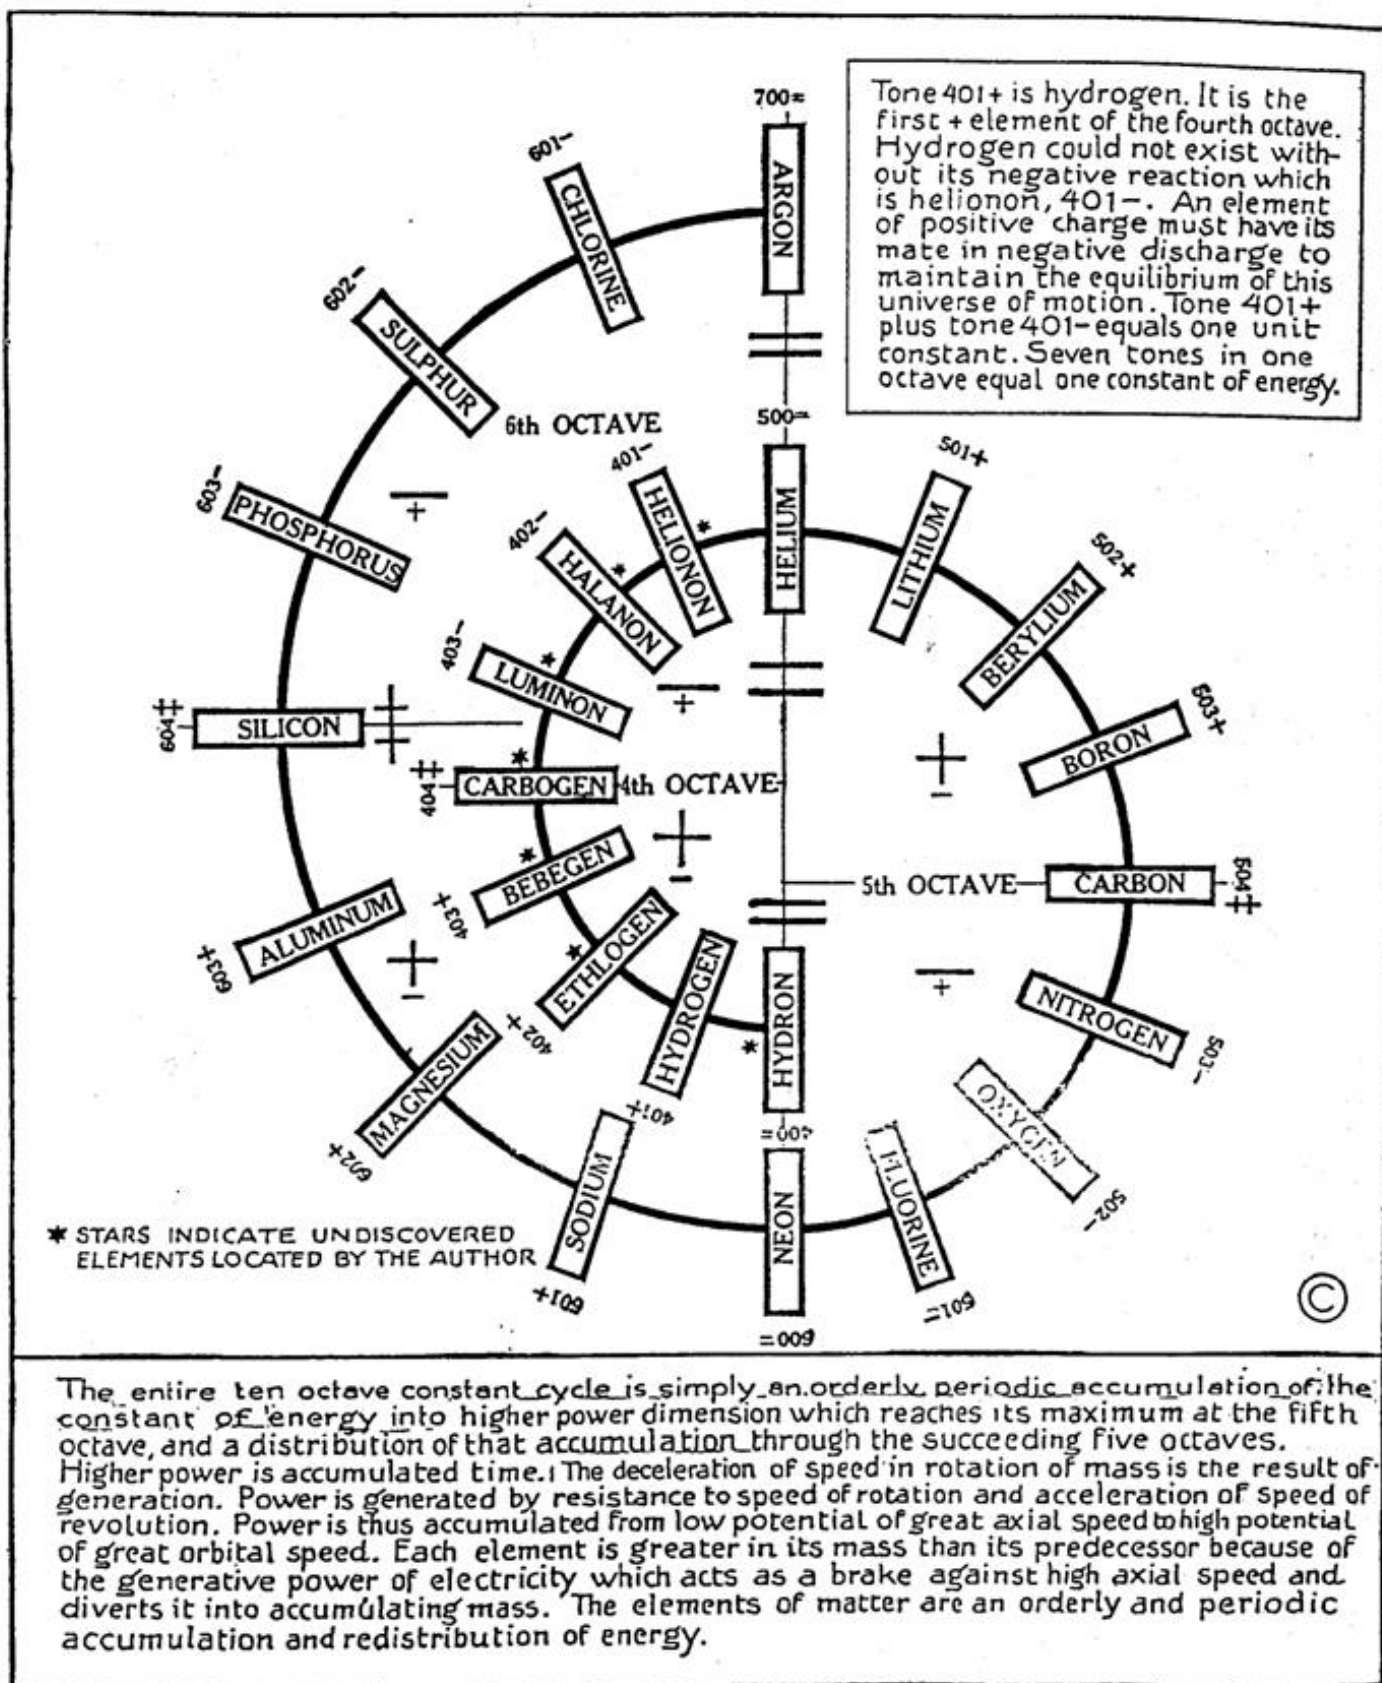 Tone 401+ is hydrogen. It is the
first + element of the fourth octave.
Hydrogen could not exist with-
out its negative reaction which
is helionon, 401-. An element
of positive charge must have its
mate in negative discharge to
maintain the equilibrium of this
universe of motion. Tone 401+
plus tone 401- equals one unit
constant. Seven tones in one
octave equal one constant of energy.
700=
ARGON
601-
CHLORINE
602-
SULPHUR
6th OCTAVE
603-
PHOSPHORUS
604‡
SILICON
603+
ALUMINUM
602+
MAGNESIUM
601+
SODIUM
500=
HELIUM
401-
HELIONON
*
402-
HALANON
*
403-
LUMINON
*
404‡
CARBOGEN
*
4th OCTAVE
403+
BEBEGEN
*
402+
ETHLOGEN
*
401+
HYDROGEN
HYDRON
*
400=
501+
LITHIUM
502+
BERYLIUM
603+
BORON
5th OCTAVE
CARBON
504‡
NITROGEN
503-
OXYGEN
502-
FLUORINE
601=
NEON
600=
* STARS INDICATE UNDISCOVERED
ELEMENTS LOCATED BY THE AUTHOR
©
The entire ten octave constant cycle is simply an orderly periodic accumulation of the
constant of energy into higher power dimension which reaches its maximum at the fifth
octave, and a distribution of that accumulation through the succeeding five octaves.
Higher power is accumulated time. The deceleration of speed in rotation of mass is the result of
generation. Power is generated by resistance to speed of rotation and acceleration of speed of
revolution. Power is thus accumulated from low potential of great axial speed to high potential
of great orbital speed. Each element is greater in its mass than its predecessor because of
the generative power of electricity which acts as a brake against high axial speed and
diverts it into accumulating mass. The elements of matter are an orderly and periodic
accumulation and redistribution of energy.